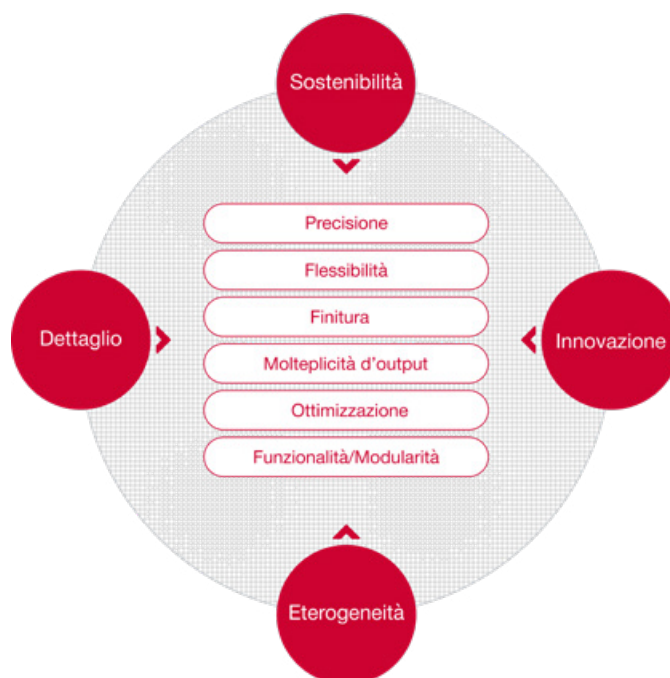 Sostenibilità
Precisione
Flessibilità
Finitura
Dettaglio
Molteplicità d'output
Innovazione
Ottimizzazione
Funzionalità/Modularità
Eterogeneità